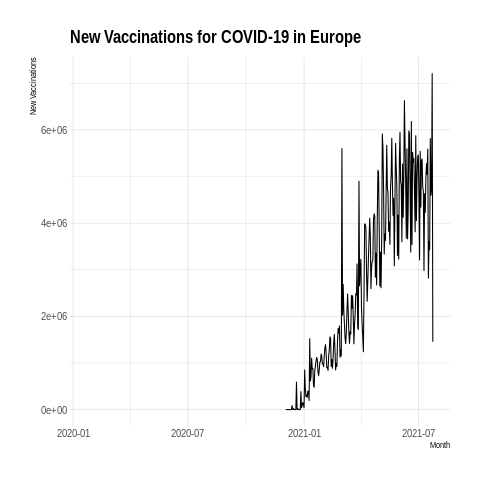 New Vaccinations for COVID-19 in Europe
New Vaccinations
6e+06
4e+06
2e+06
0e+00
2020-01 2020-07 2021-01 2021-07
Month